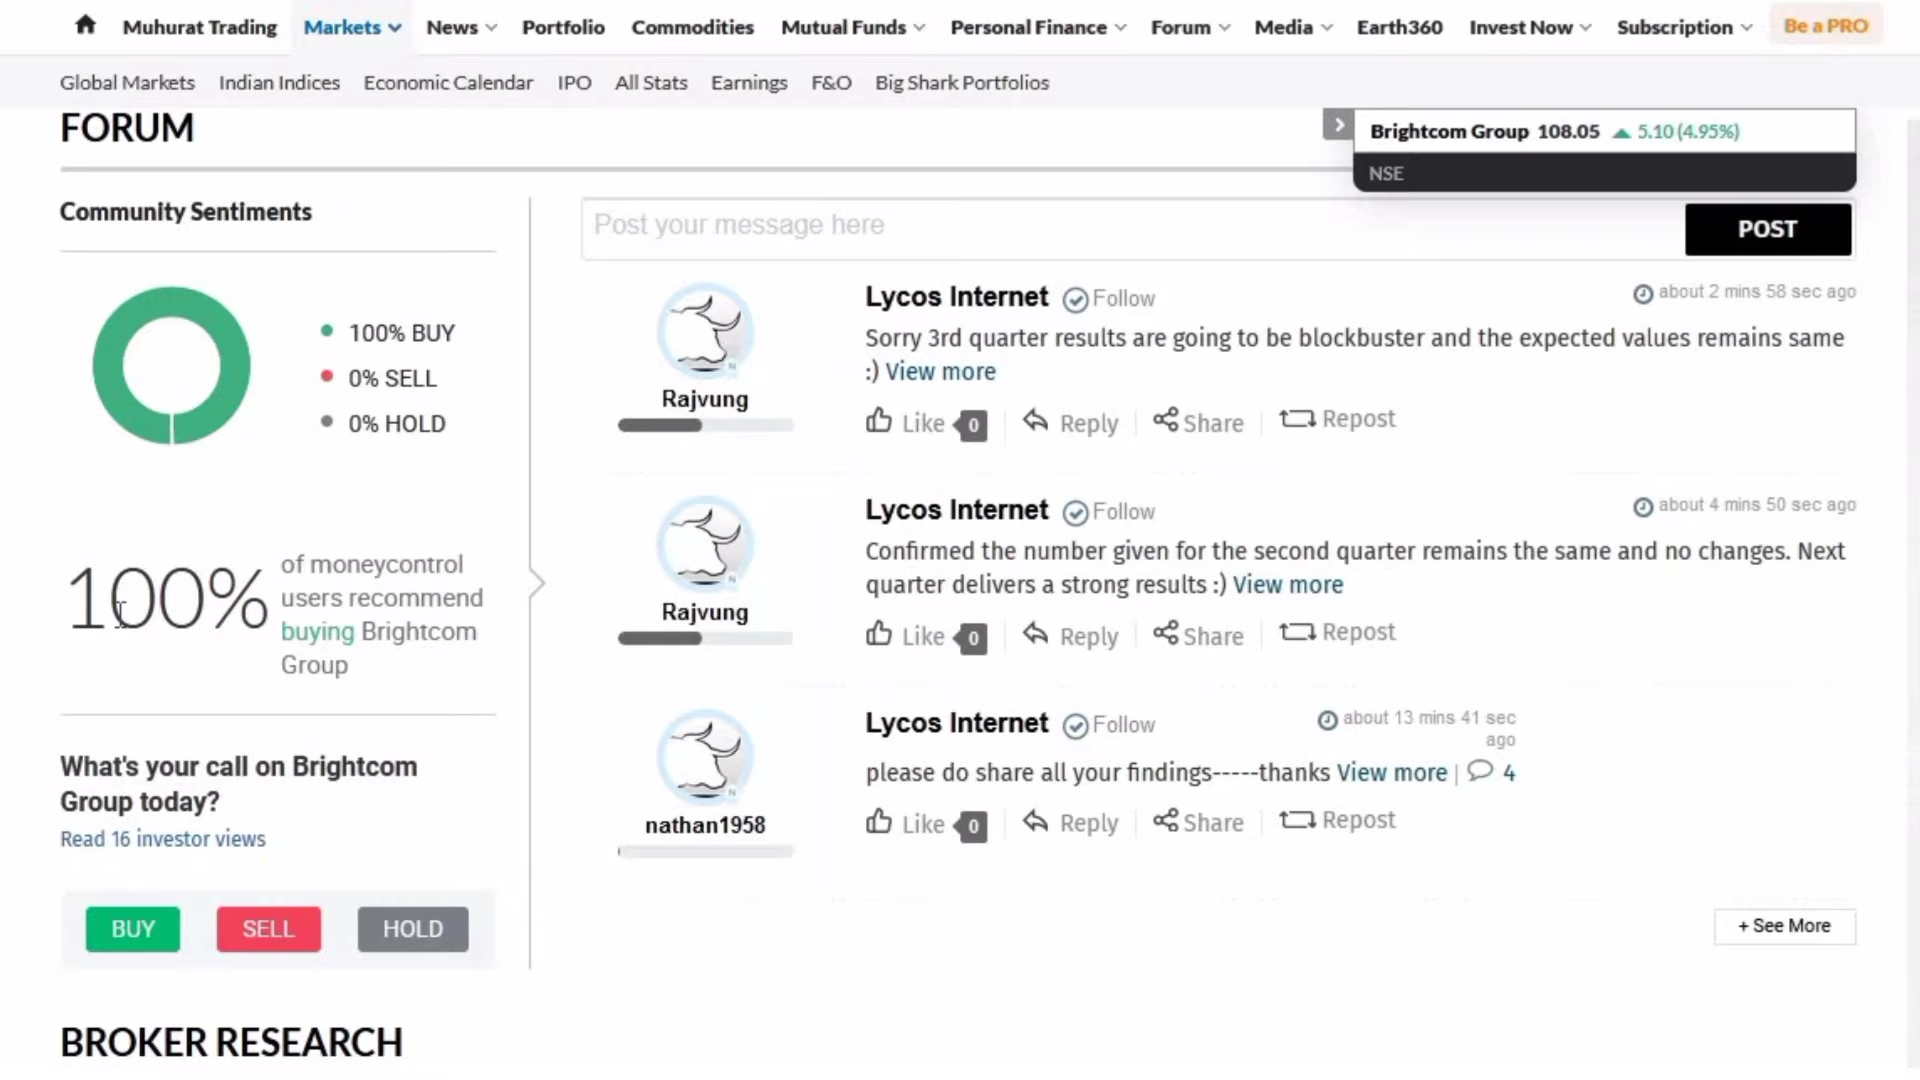 Muhurat Trading Markets News Portfolio Commodities Mutual Funds Personal Finance Forum Media Earth360 Invest Now Subscription Be a PRO
Global Markets Indian Indices Economic Calendar IPO All Stats Earnings F&O Big Shark Portfolios
FORUM
Brightcom Group 108.05 ▲ 5.10 (4.95%)
NSE
Community Sentiments
100% BUY
0% SELL
0% HOLD
100%
of moneycontrol
users recommend
buying Brightcom
Group
What's your call on Brightcom
Group today?
Read 16 investor views
BUY SELL HOLD
Post your message here
POST
Rajvung
Lycos Internet Follow
about 2 mins 58 sec ago
Sorry 3rd quarter results are going to be blockbuster and the expected values remains same
:) View more
Like 0 Reply Share Repost
Rajvung
Lycos Internet Follow
about 4 mins 50 sec ago
Confirmed the number given for the second quarter remains the same and no changes. Next
quarter delivers a strong results :) View more
Like 0 Reply Share Repost
nathan1958
Lycos Internet Follow
about 13 mins 41 sec
ago
please do share all your findings-----thanks View more | 4
Like 0 Reply Share Repost
+ See More
BROKER RESEARCH